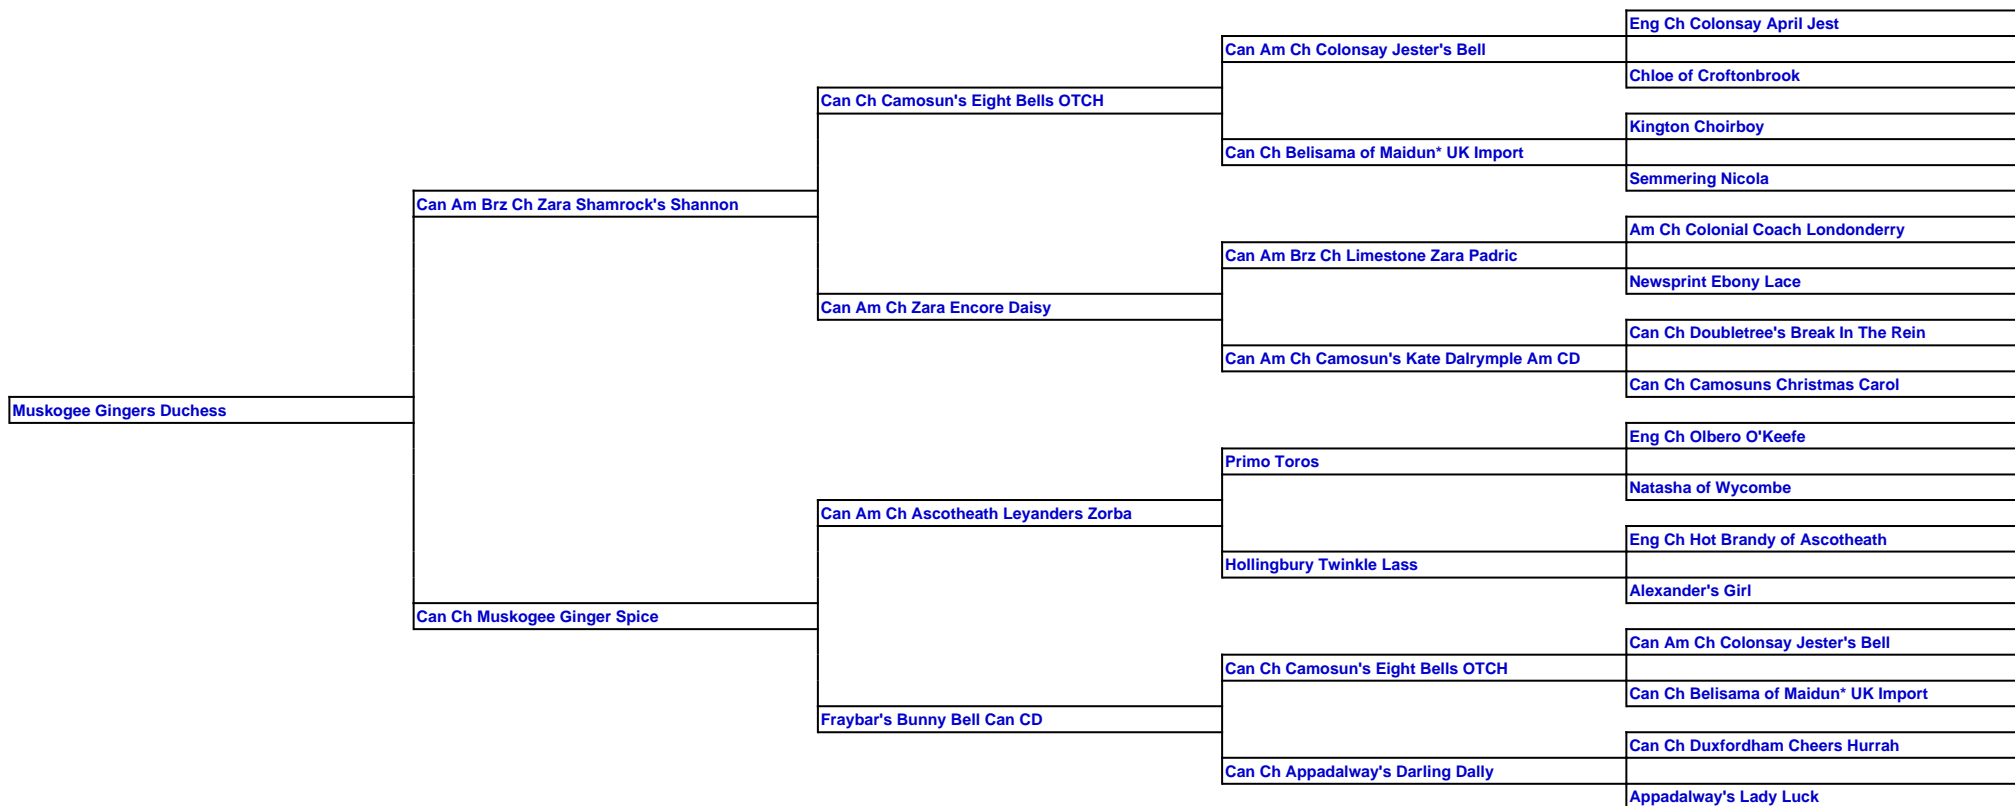 Eng Ch Colonsay April Jest
Can Am Ch Colonsay Jester's Bell
Chloe of Croftonbrook
Can Ch Camosun's Eight Bells OTCH
Kington Choirboy
Can Ch Belisama of Maidun* UK Import
Semmering Nicola
Can Am Brz Ch Zara Shamrock's Shannon
Am Ch Colonial Coach Londonderry
Can Am Brz Ch Limestone Zara Padric
Newsprint Ebony Lace
Can Am Ch Zara Encore Daisy
Can Ch Doubletree's Break In The Rein
Can Am Ch Camosun's Kate Dalrymple Am CD
Can Ch Camosuns Christmas Carol
Muskogee Gingers Duchess
Eng Ch Olbero O'Keefe
Primo Toros
Natasha of Wycombe
Can Am Ch Ascotheath Leyanders Zorba
Eng Ch Hot Brandy of Ascotheath
Hollingbury Twinkle Lass
Alexander's Girl
Can Ch Muskogee Ginger Spice
Can Am Ch Colonsay Jester's Bell
Can Ch Camosun's Eight Bells OTCH
Can Ch Belisama of Maidun* UK Import
Fraybar's Bunny Bell Can CD
Can Ch Duxfordham Cheers Hurrah
Can Ch Appadalway's Darling Dally
Appadalway's Lady Luck